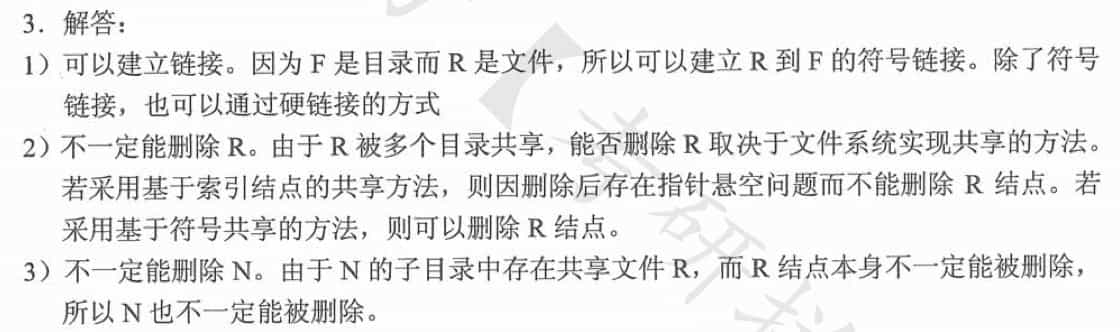 3．解答：
1）可以建立链接。因为 F 是目录而 R 是文件，所以可以建立 R 到 F 的符号链接。除了符号
链接，也可以通过硬链接的方式
2）不一定能删除 R。由于 R 被多个目录共享，能否删除 R 取决于文件系统实现共享的方法。
若采用基于索引结点的共享方法，则因删除后存在指针悬空问题而不能删除 R 结点。若
采用基于符号共享的方法，则可以删除 R 结点。
3）不一定能删除 N。由于 N 的子目录中存在共享文件 R，而 R 结点本身不一定能被删除，
所以 N 也不一定能被删除。
【考研